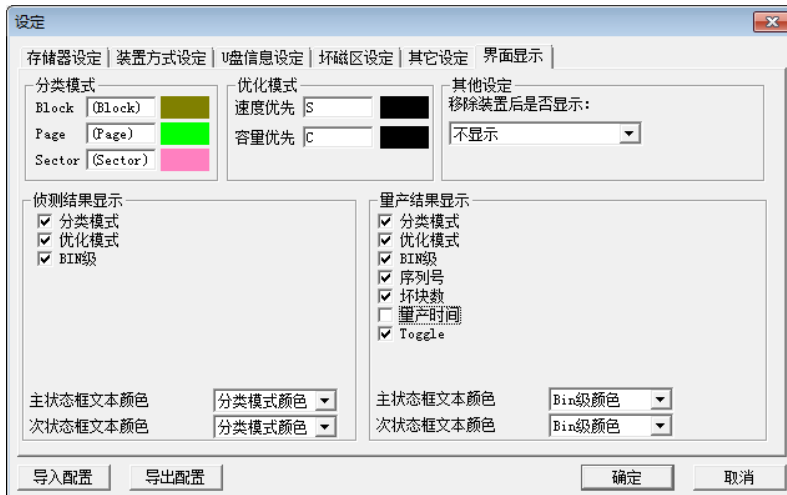 设定
存储器设定 装置方式设定 U盘信息设定 坏磁区设定 其它设定 界面显示
分类模式
Block (Block)
Page (Page)
Sector (Sector)
优化模式
速度优先 S
容量优先 C
其他设定
移除装置后是否显示:
不显示
侦测结果显示
分类模式
优化模式
BIN级
主状态框文本颜色 分类模式颜色
次状态框文本颜色 分类模式颜色
量产结果显示
分类模式
优化模式
BIN级
序列号
坏块数
量产时间
Toggle
主状态框文本颜色 Bin级颜色
次状态框文本颜色 Bin级颜色
导入配置 导出配置 确定 取消